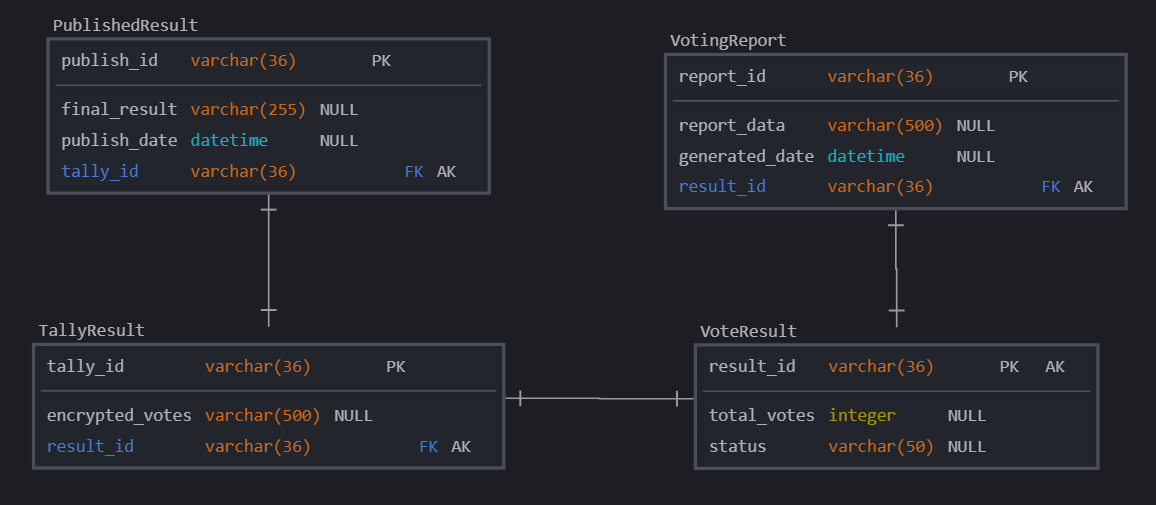 PublishedResult
publish_id varchar(36) PK
final_result varchar(255) NULL
publish_date datetime NULL
tally_id varchar(36) FK AK
VotingReport
report_id varchar(36) PK
report_data varchar(500) NULL
generated_date datetime NULL
result_id varchar(36) FK AK
TallyResult
tally_id varchar(36) PK
encrypted_votes varchar(500) NULL
result_id varchar(36) FK AK
VoteResult
result_id varchar(36) PK AK
total_votes integer NULL
status varchar(50) NULL